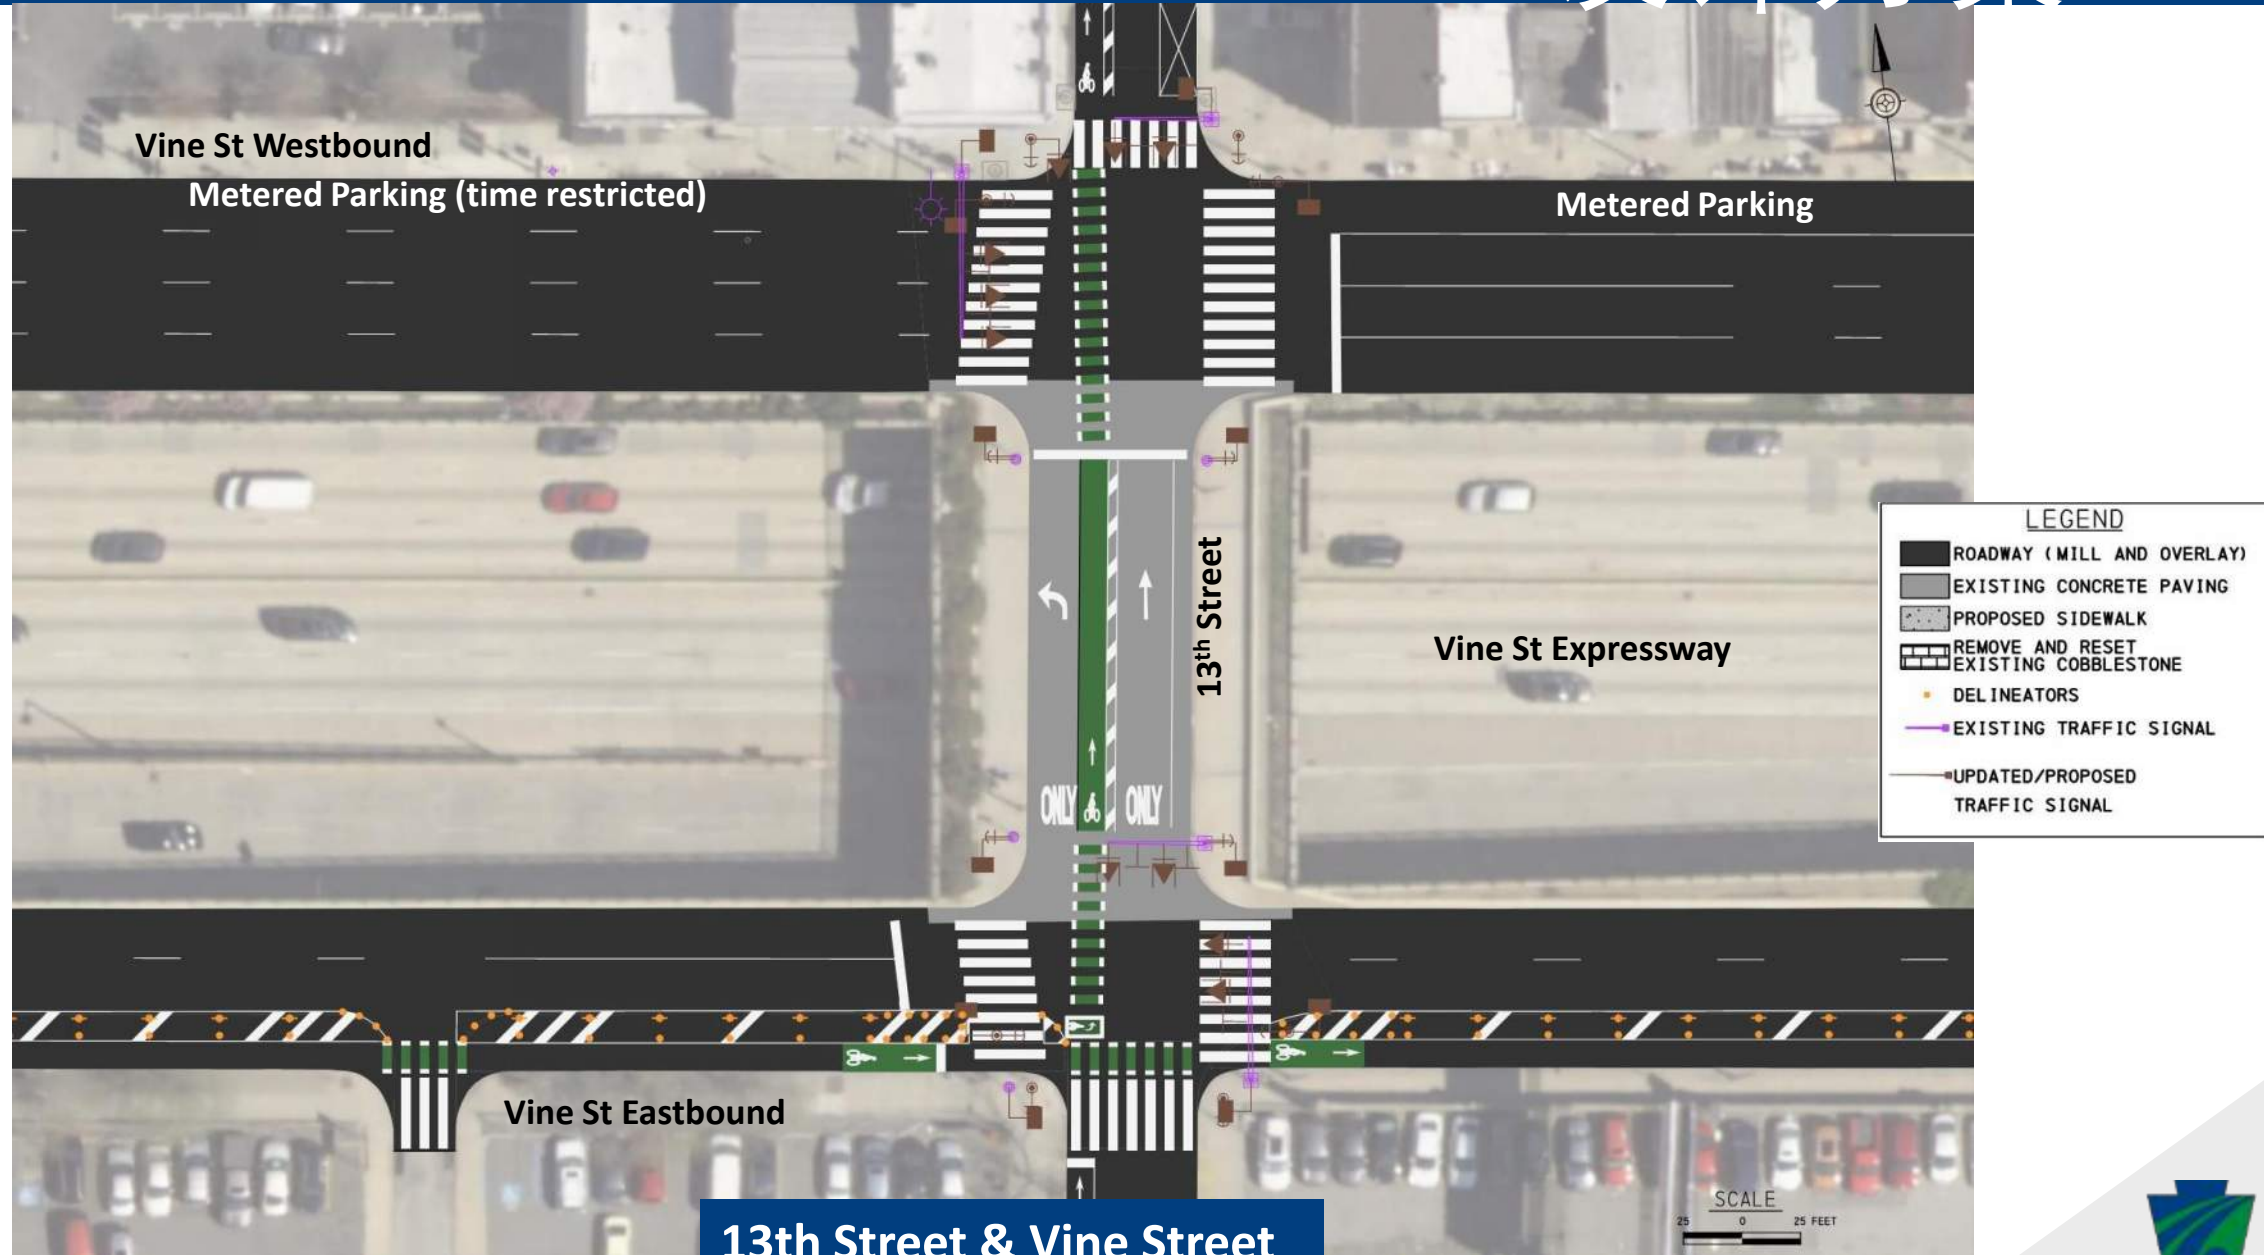 Vine St Westbound
Metered Parking (time restricted)
Metered Parking
13th Street
Vine St Expressway
LEGEND
ROADWAY (MILL AND OVERLAY)
EXISTING CONCRETE PAVING
PROPOSED SIDEWALK
REMOVE AND RESET
EXISTING COBBLESTONE
DELINEATORS
EXISTING TRAFFIC SIGNAL
UPDATED/PROPOSED
TRAFFIC SIGNAL
ONLY ONLY
Vine St Eastbound
SCALE
25 0 25 FEET
13th Street & Vine Street